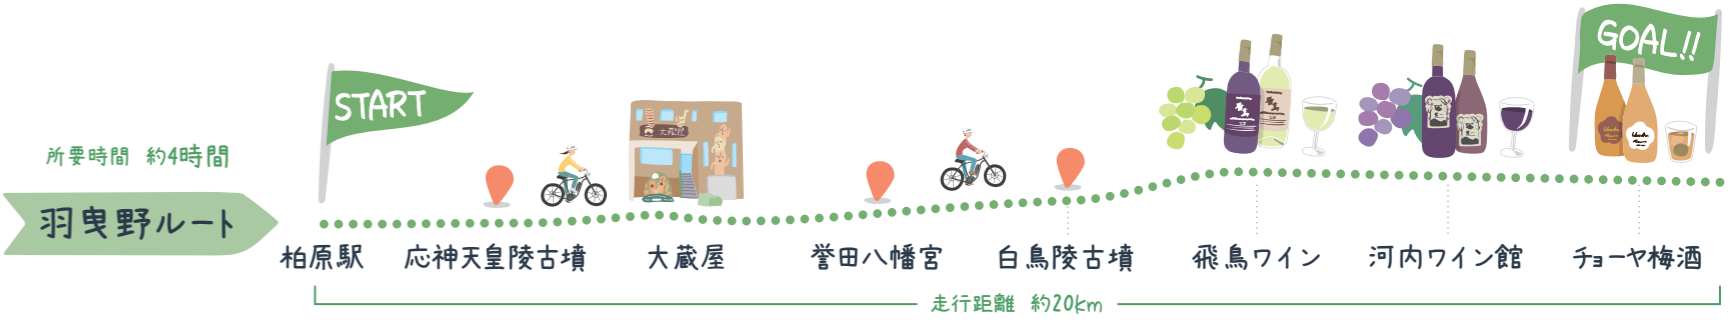 GOAL!!
START
大蔵屋
所要時間 約4時間
羽曳野ルート
柏原駅
応神天皇陵古墳
大蔵屋
誉田八幡宮
白鳥陵古墳
飛鳥ワイン
河内ワイン館
チョーヤ梅酒
走行距離 約20km